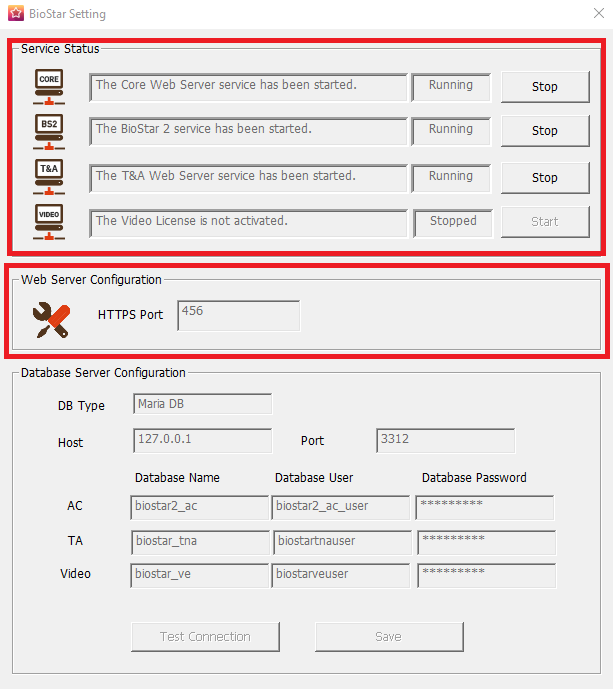 BioStar Setting
Service Status
CORE The Core Web Server service has been started. Running Stop
BS2 The BioStar 2 service has been started. Running Stop
T&A The T&A Web Server service has been started. Running Stop
VIDEO The Video License is not activated. Stopped Start
Web Server Configuration
HTTPS Port 456
Database Server Configuration
DB Type Maria DB
Host 127.0.0.1 Port 3312
Database Name Database User Database Password
AC biostar2_ac biostar2_ac_user *********
TA biostar_tna biostartnauser *********
Video biostar_ve biostarveuser *********
Test Connection Save